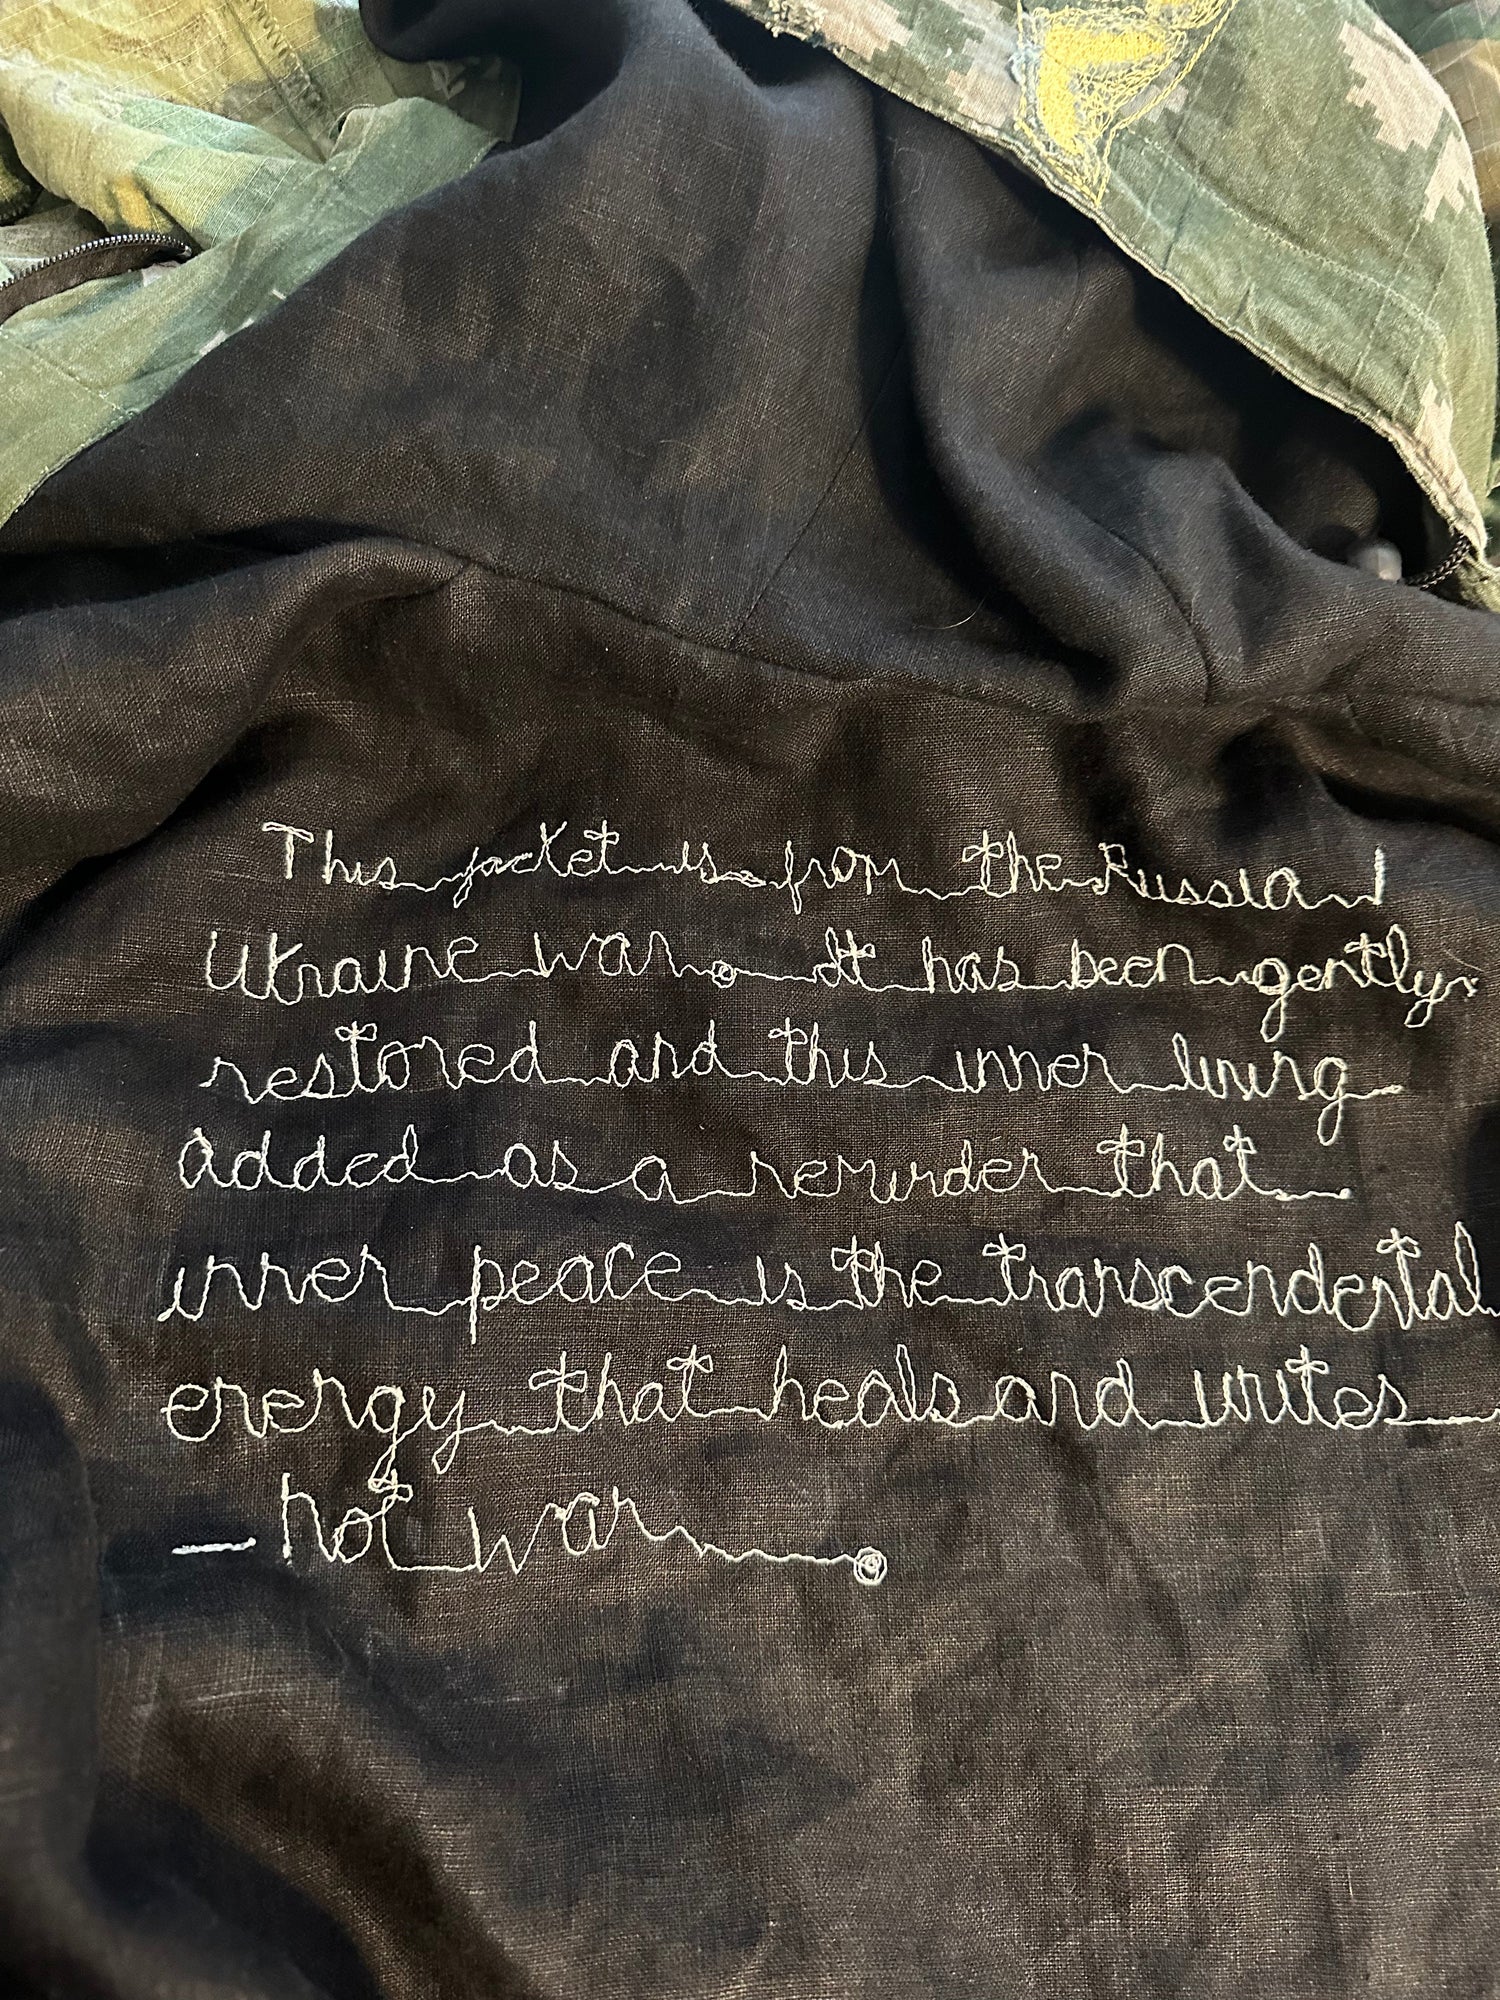 This jacket is from the Russian/
Ukraine war. It has been gently
restored and this inner lining
added as a reminder that
inner peace is the transcendental
energy that heals and unites
— not war.